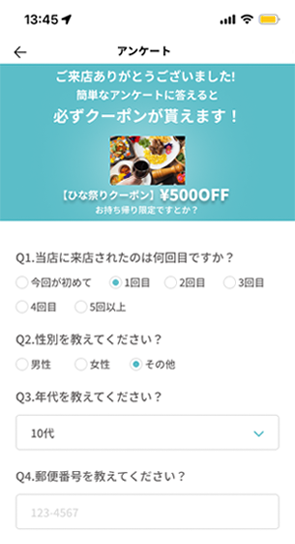 13:45
アンケート
ご来店ありがとうございました!
簡単なアンケートに答えると
必ずクーポンが貰えます！
【ひな祭りクーポン】¥500OFF
お持ち帰り限定ですとか？
Q1.当店に来店されたのは何回目ですか？
今回が初めて 1回目 2回目 3回目
4回目 5回以上
Q2.性別を教えてください？
男性 女性 その他
Q3.年代を教えてください？
10代
Q4.郵便番号を教えてください？
123-4567